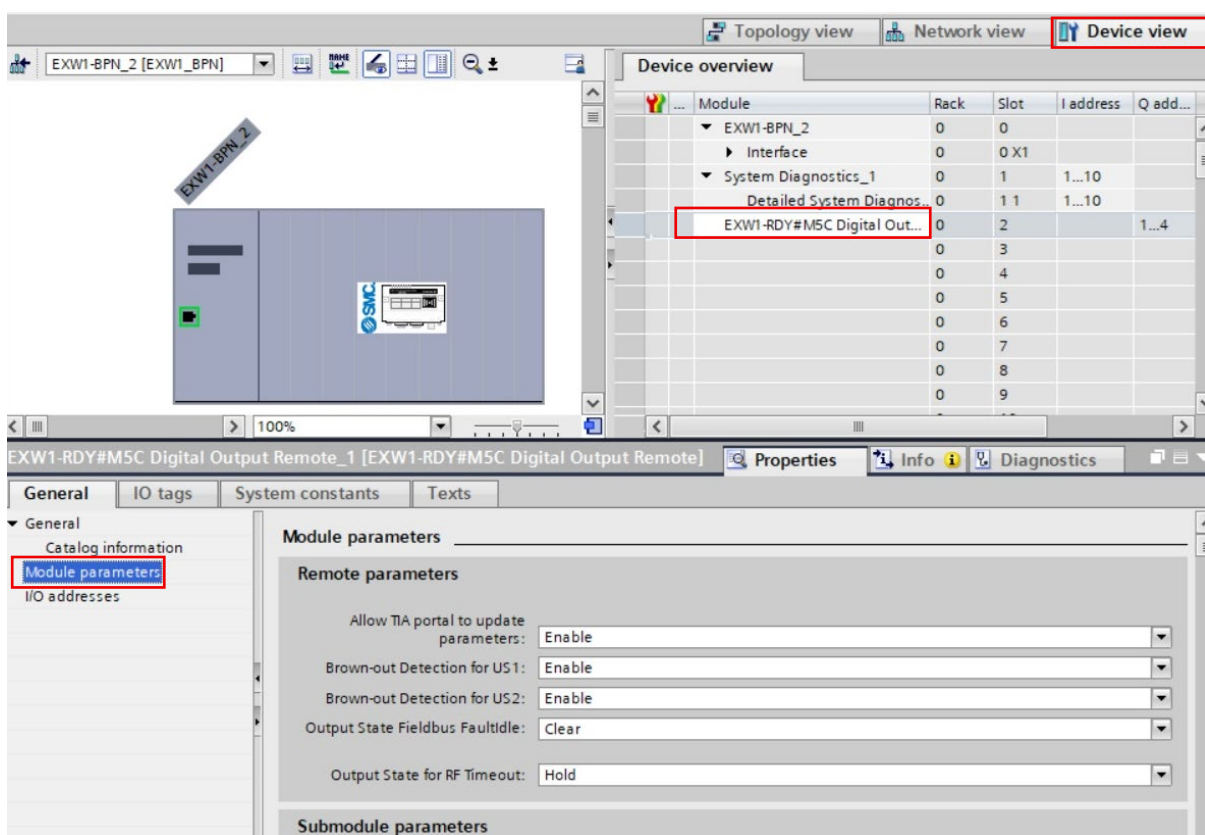 Topology view Network view Device view
EXW1-BPN_2 [EXW1_BPN] Device overview
... Module Rack Slot I address Q add...
EXW1-BPN_2 0 0
Interface 0 0 X1
System Diagnostics_1 0 1 1...10
Detailed System Diagnos.. 0 1 1 1...10
EXW1-RDY#M5C Digital Out... 0 2 1...4
0 3
0 4
0 5
0 6
0 7
0 8
0 9
EXW1-BPN_2
SMC
100%
EXW1-RDY#M5C Digital Output Remote_1 [EXW1-RDY#M5C Digital Output Remote] Properties Info Diagnostics
General IO tags System constants Texts
General
Catalog information
Module parameters
I/O addresses
Module parameters
Remote parameters
Allow TIA portal to update
parameters: Enable
Brown-out Detection for US1: Enable
Brown-out Detection for US2: Enable
Output State Fieldbus FaultIdle: Clear
Output State for RF Timeout: Hold
Submodule parameters